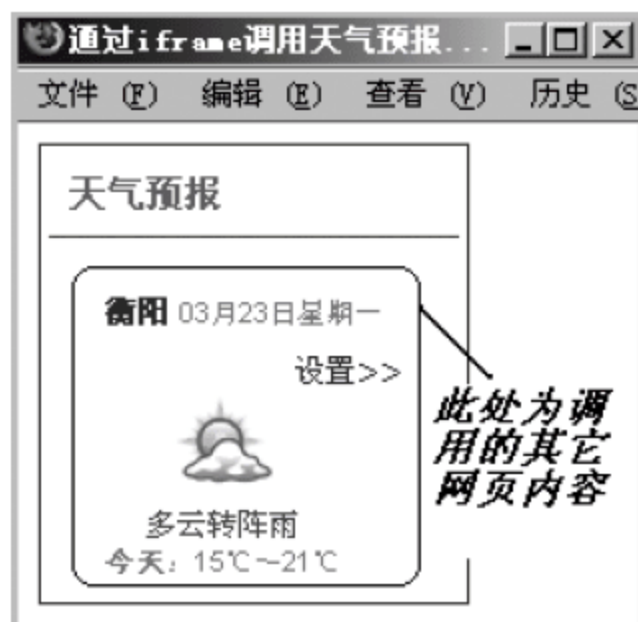 通过iframe调用天气预报...
文件 (F) 编辑 (E) 查看 (V) 历史 (S
天气预报
衡阳 03月23日星期一
设置>>
此处为调
用的其它
网页内容
多云转阵雨
今天：15℃~21℃